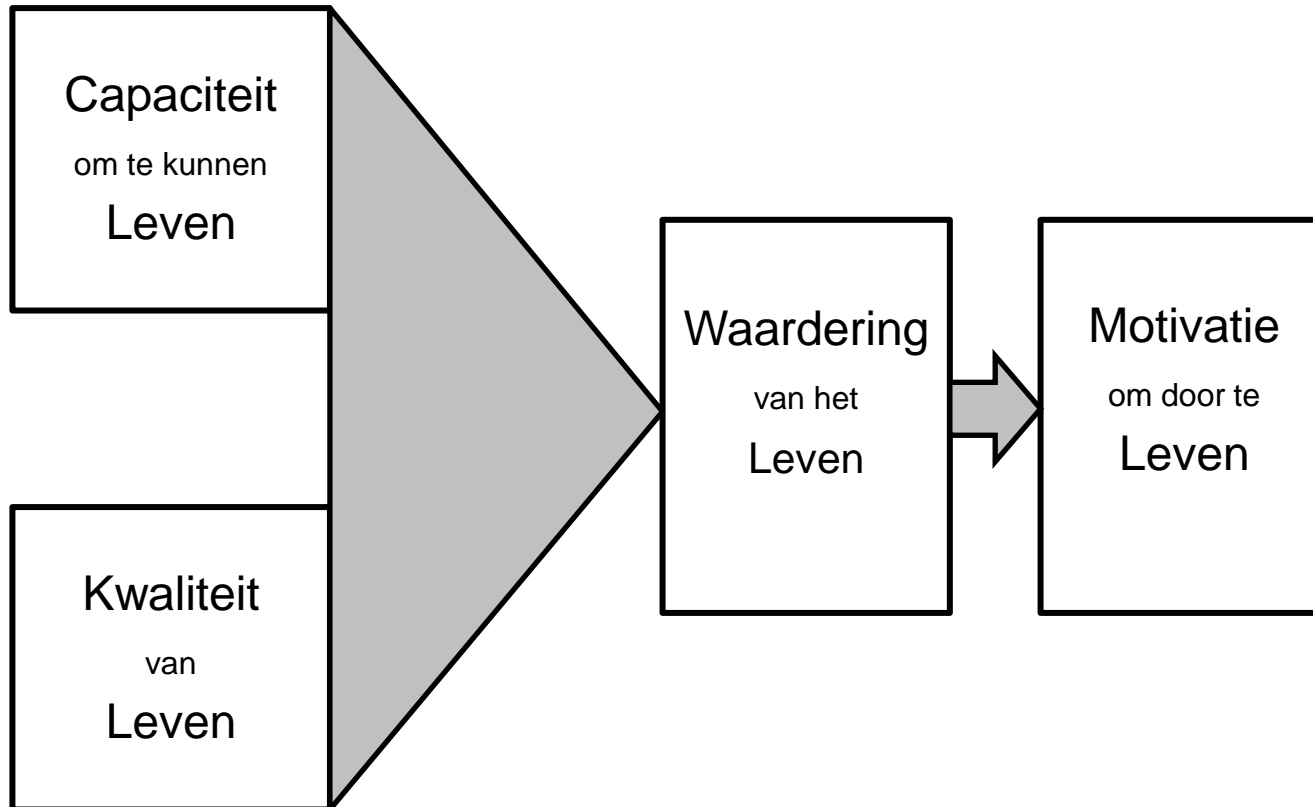 Capaciteit
om te kunnen
Leven
Kwaliteit
van
Leven
Waardering
van het
Leven
Motivatie
om door te
Leven